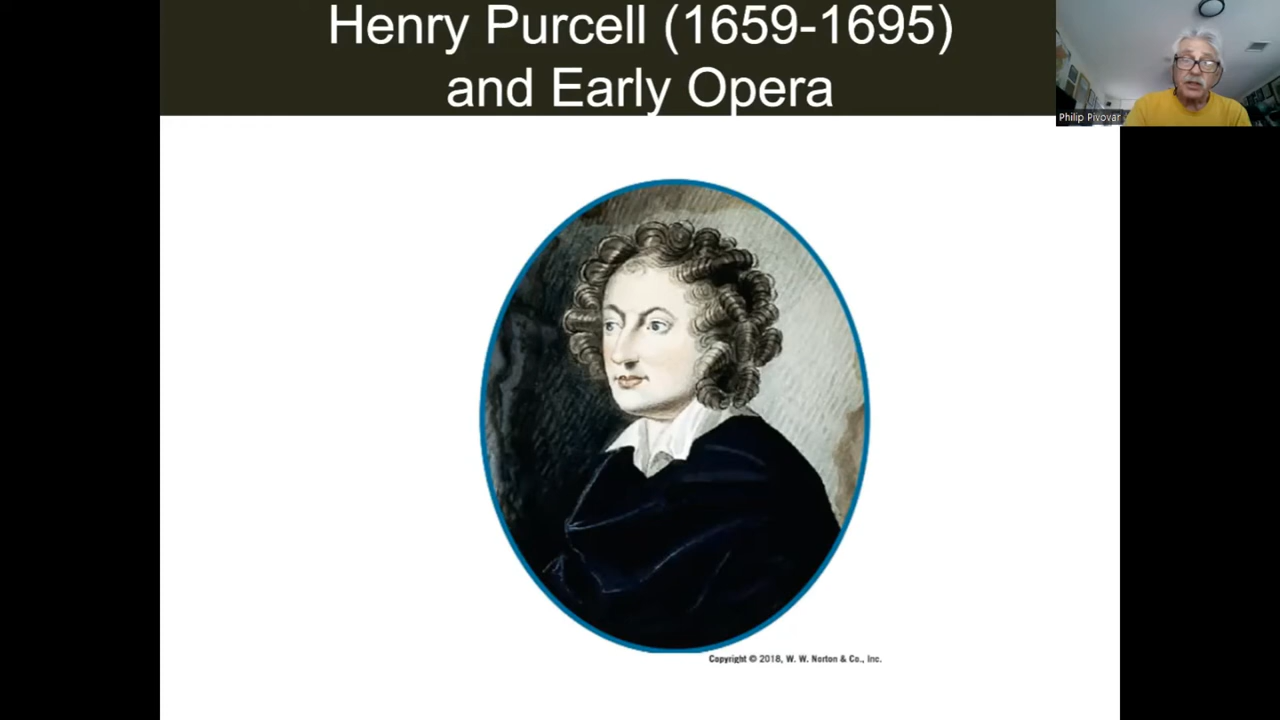 Henry Purcell (1659-1695)
and Early Opera
Philip Pivovar
Copyright © 2018, W. W. Norton & Co., Inc.